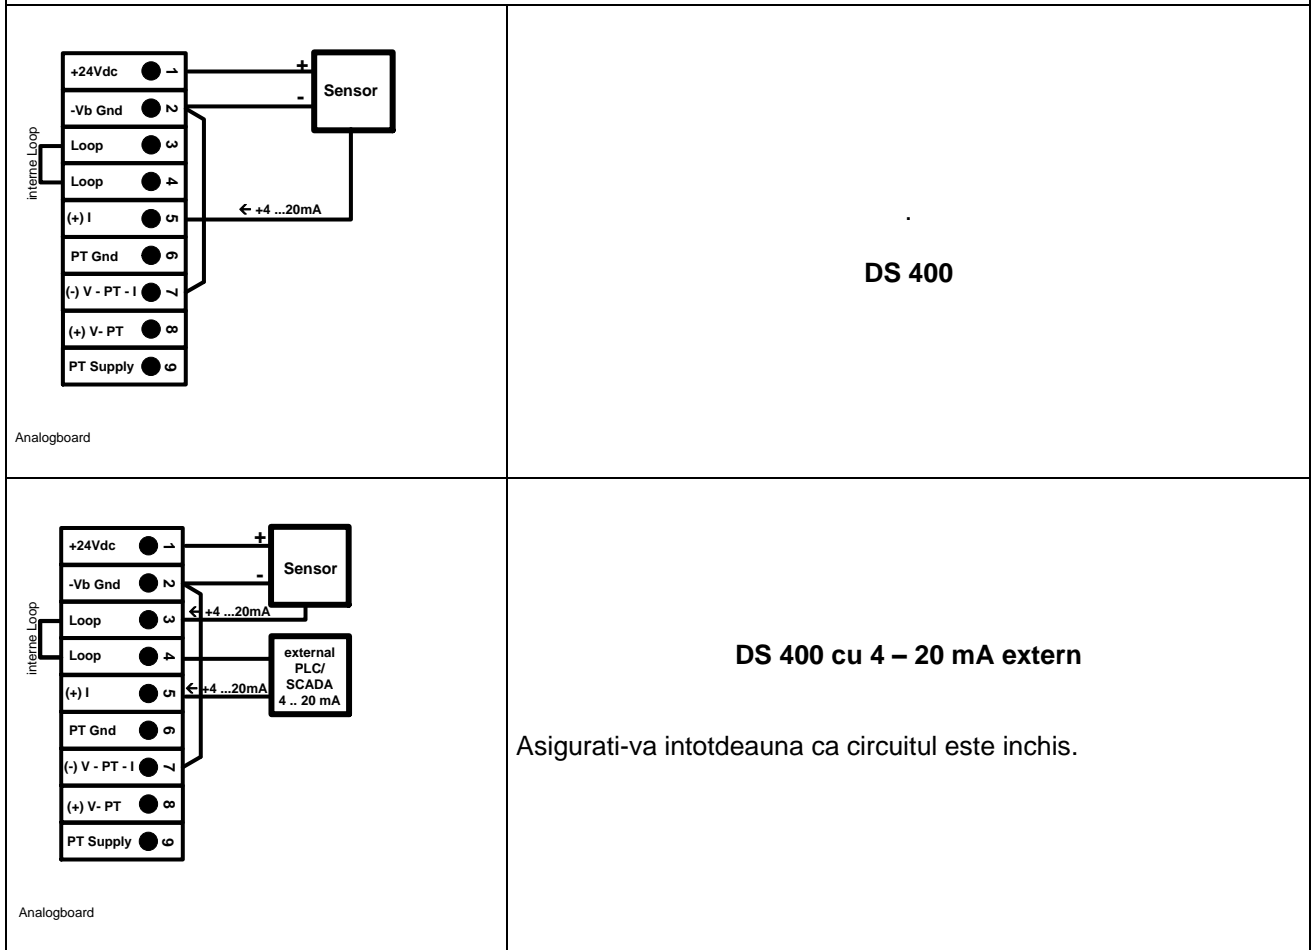 +24Vdc 1
-Vb Gnd 2
Loop 3
Loop 4
(+) I 5
PT Gnd 6
(-) V - PT - I 7
(+) V- PT 8
PT Supply 9
interne Loop
+
-
Sensor
← +4 ...20mA
Analogboard
.
DS 400
+24Vdc 1
-Vb Gnd 2
Loop 3
Loop 4
(+) I 5
PT Gnd 6
(-) V - PT - I 7
(+) V- PT 8
PT Supply 9
interne Loop
+
-
Sensor
← +4 ...20mA
external
PLC/
SCADA
4 .. 20 mA
← +4 ...20mA
Analogboard
DS 400 cu 4 – 20 mA extern
Asigurati-va intotdeauna ca circuitul este inchis.